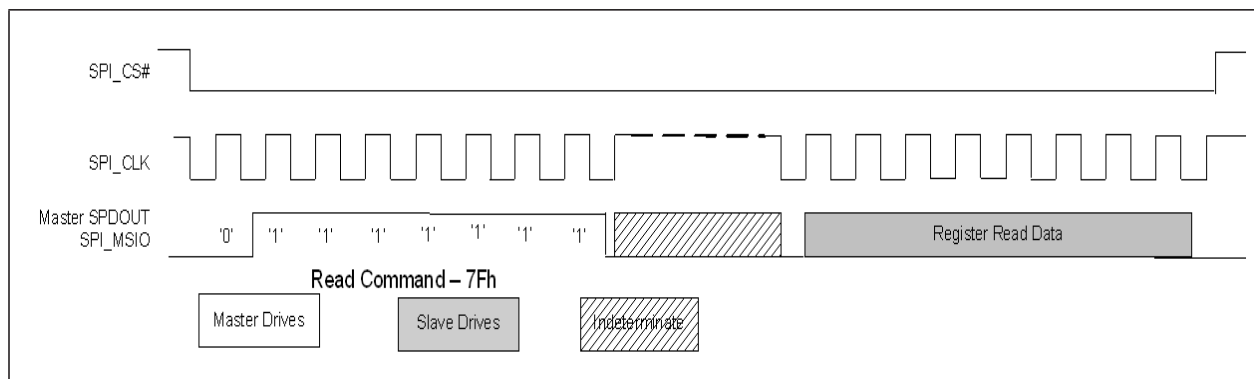 SPI_CS#
SPI_CLK
Master SPDOUT
SPI_MSIO
'0' '1' '1' '1' '1' '1' '1' '1'
Register Read Data
Read Command – 7Fh
Master Drives
Slave Drives
Indeterminate